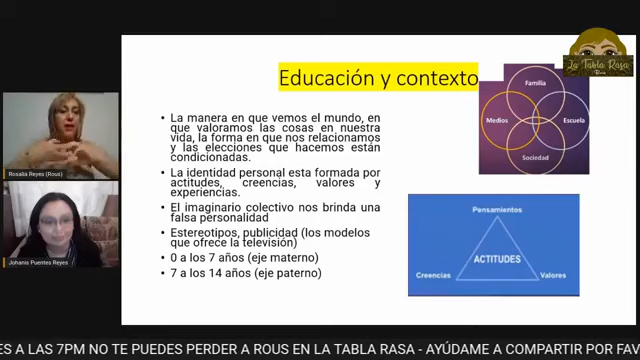 La Tabla Rasa
Educación y contexto
Familia
Medios
Escuela
Sociedad
• La manera en que vemos el mundo, en
que valoramos las cosas en nuestra
vida, la forma en que nos relacionamos
y las elecciones que hacemos están
condicionadas.
• La identidad personal esta formada por
actitudes, creencias, valores y
experiencias.
• El imaginario colectivo nos brinda una
falsa personalidad
• Estereotipos, publicidad (los modelos
que ofrece la televisión)
• 0 a los 7 años (eje materno)
• 7 a los 14 años (eje paterno)
Pensamientos
ACTITUDES
Creencias
Valores
Rosalia Reyes (Rous)
Johanis Puentes Reyes
ES A LAS 7PM NO TE PUEDES PERDER A ROUS EN LA TABLA RASA - AYÚDAME A COMPARTIR POR FAV